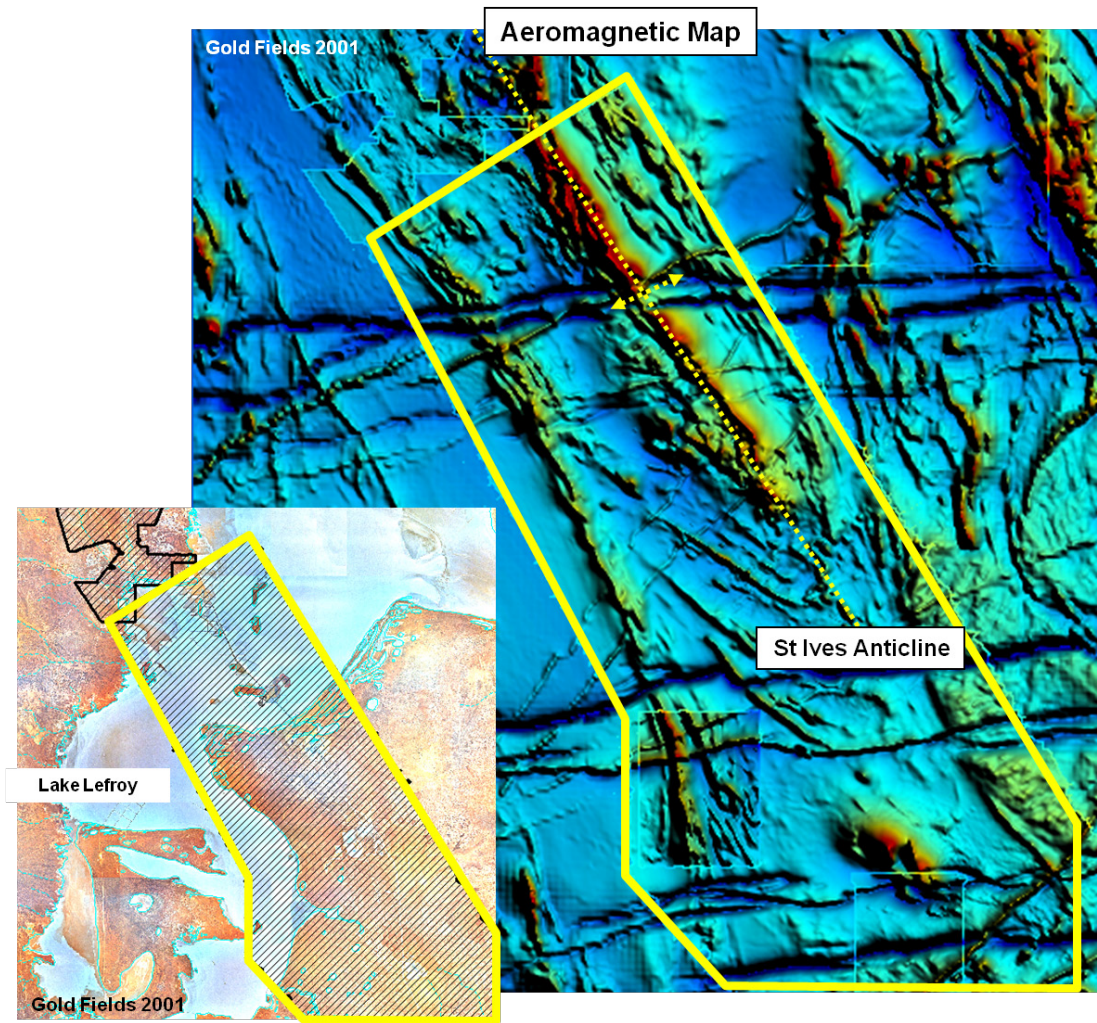 Aeromagnetic Map
Gold Fields 2001
St Ives Anticline
Lake Lefroy
Gold Fields 2001